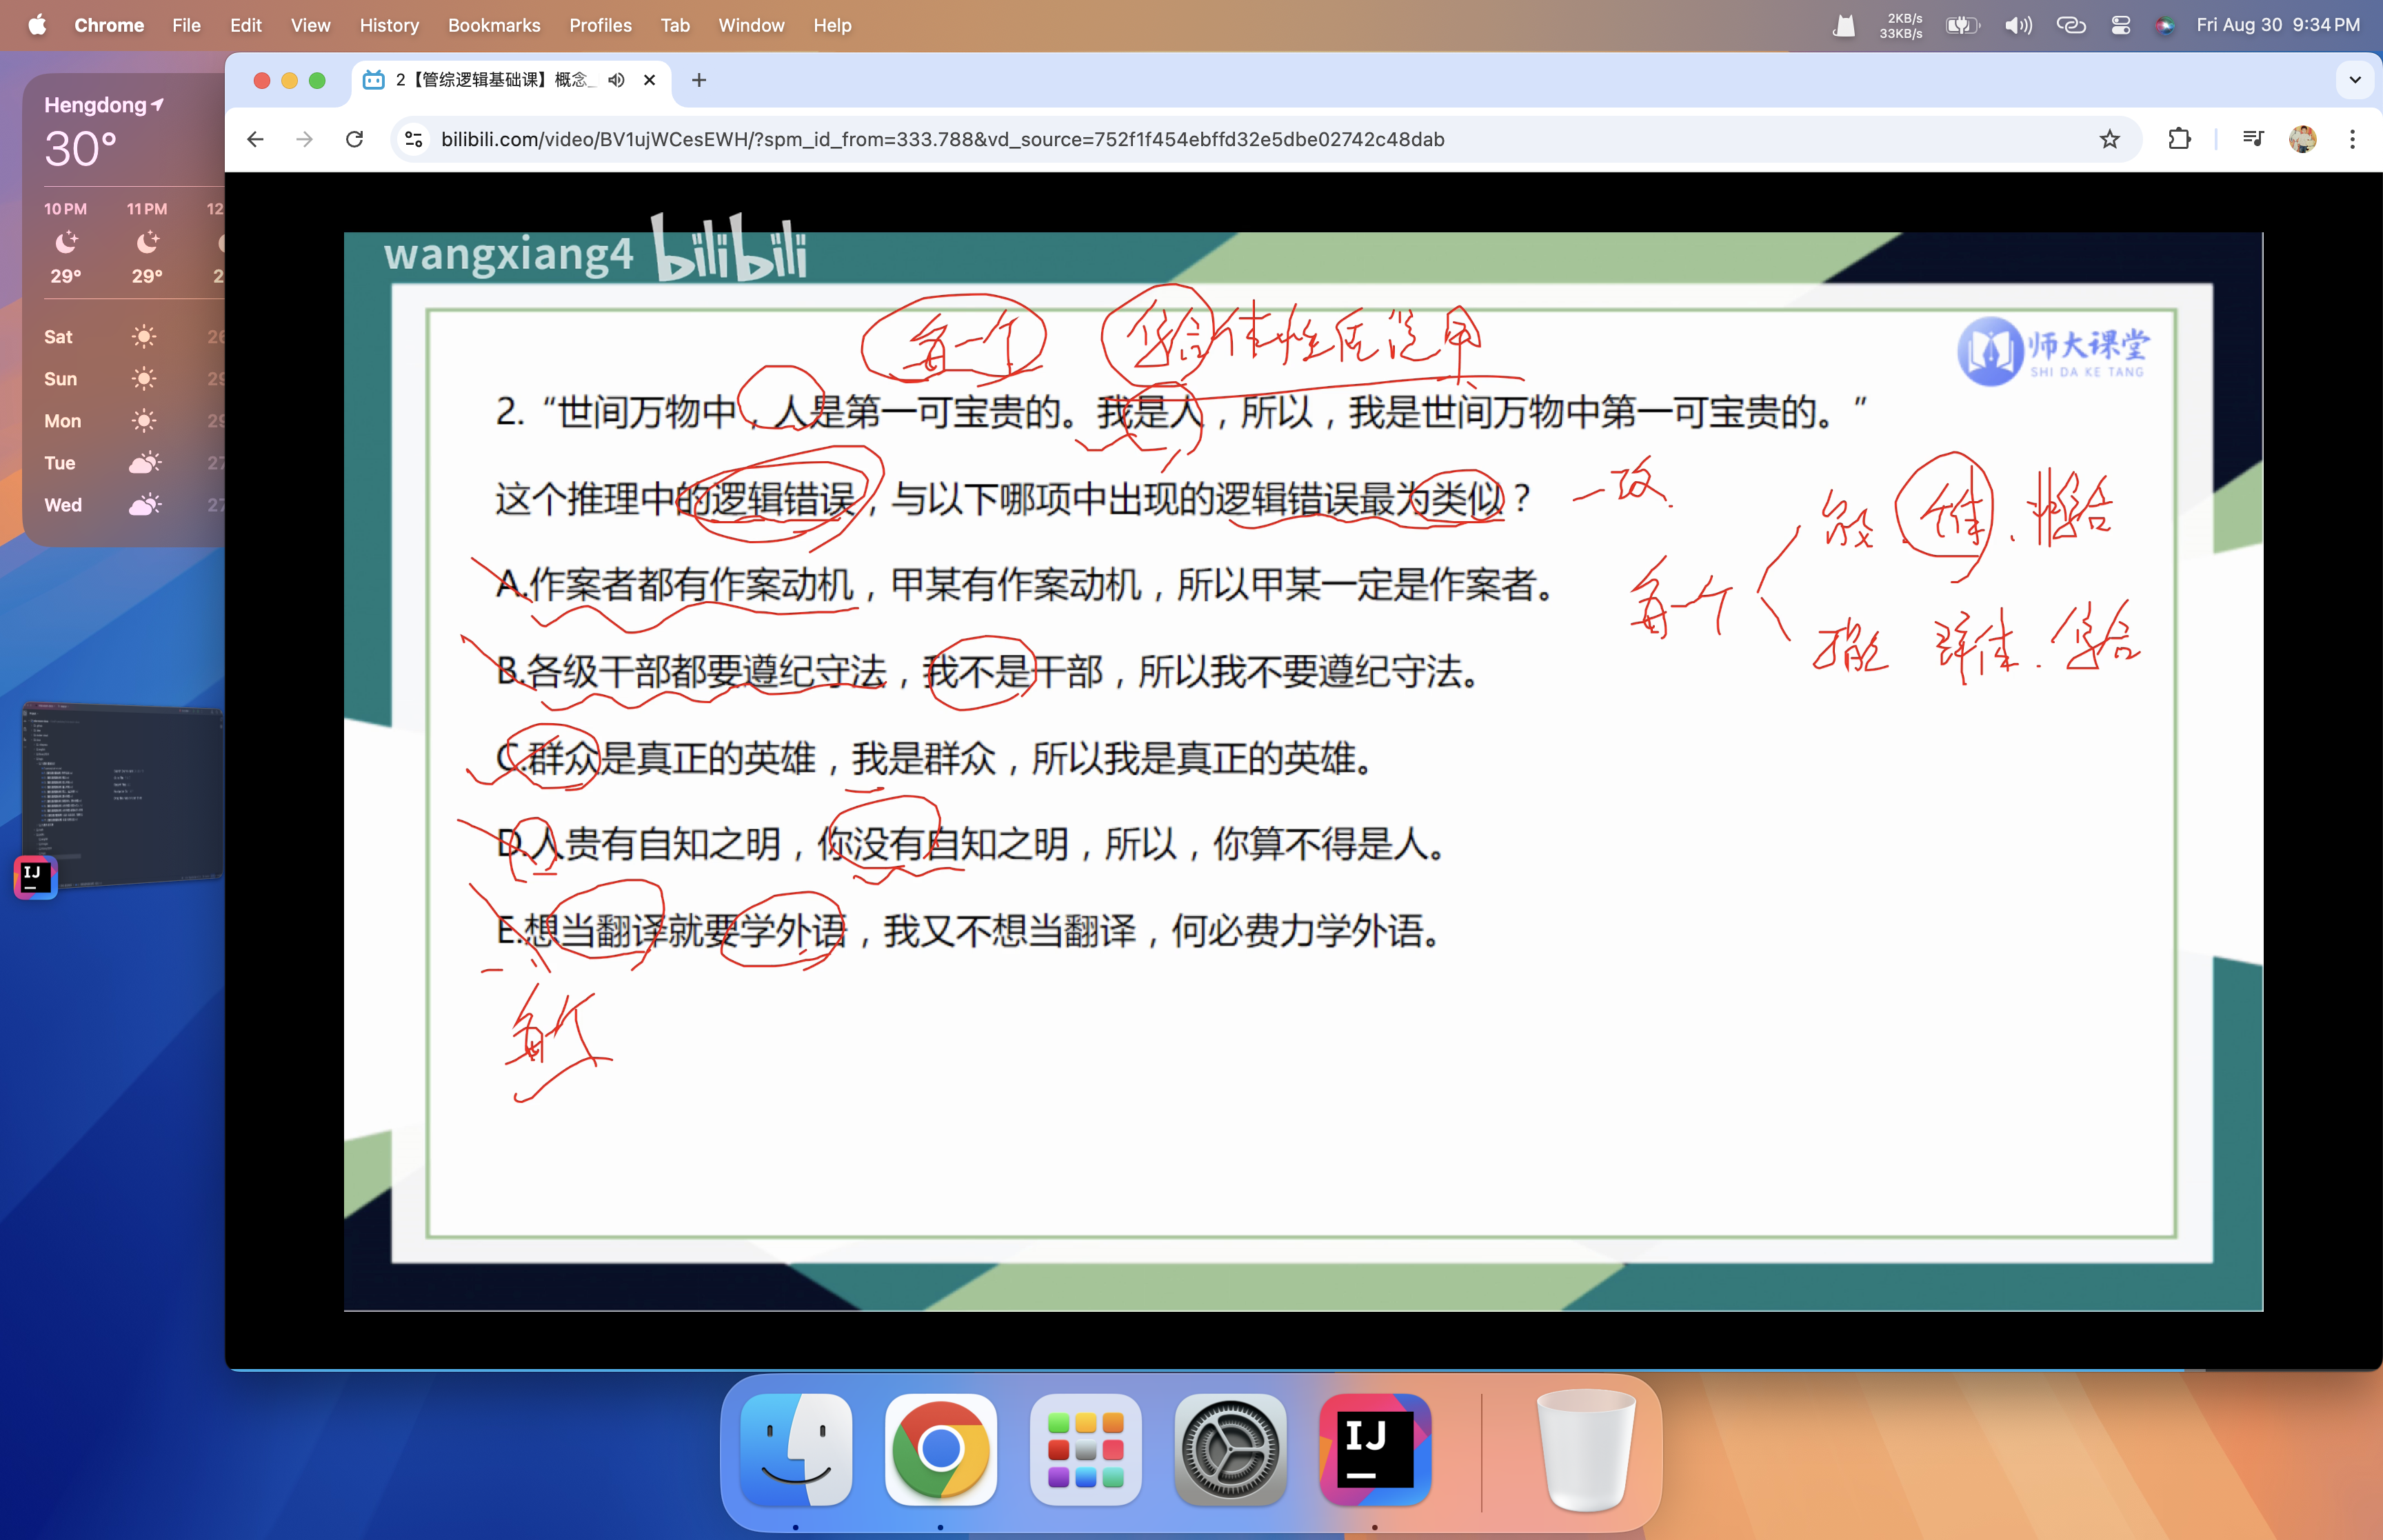 Chrome File Edit View History Bookmarks Profiles Tab Window Help
2KB/s
33KB/s
Fri Aug 30 9:34 PM
Hengdong
30°
10 PM 11 PM 12
29° 29° 2
Sat 26
Sun 29
Mon 29
Tue 27
Wed 27
2【管综逻辑基础课】概念_
bilibili.com/video/BV1ujWCesEWH/?spm_id_from=333.788&vd_source=752f1f454ebffd32e5dbe02742c48dab
wangxiang4 bilibili
师大课堂
SHI DA KE TANG
每一个 集合体性质误用
2. “世间万物中，人是第一可宝贵的。我是人，所以，我是世间万物中第一可宝贵的。”
这个推理中的逻辑错误，与以下哪项中出现的逻辑错误最为类似？
一致
A.作案者都有作案动机，甲某有作案动机，所以甲某一定是作案者。
每一个
B.各级干部都要遵纪守法，我不是干部，所以我不要遵纪守法。
群体.集合
C.群众是真正的英雄，我是群众，所以我是真正的英雄。
D.人贵有自知之明，你没有自知之明，所以，你算不得是人。
E.想当翻译就要学外语，我又不想当翻译，何必费力学外语。
IJ
IJ